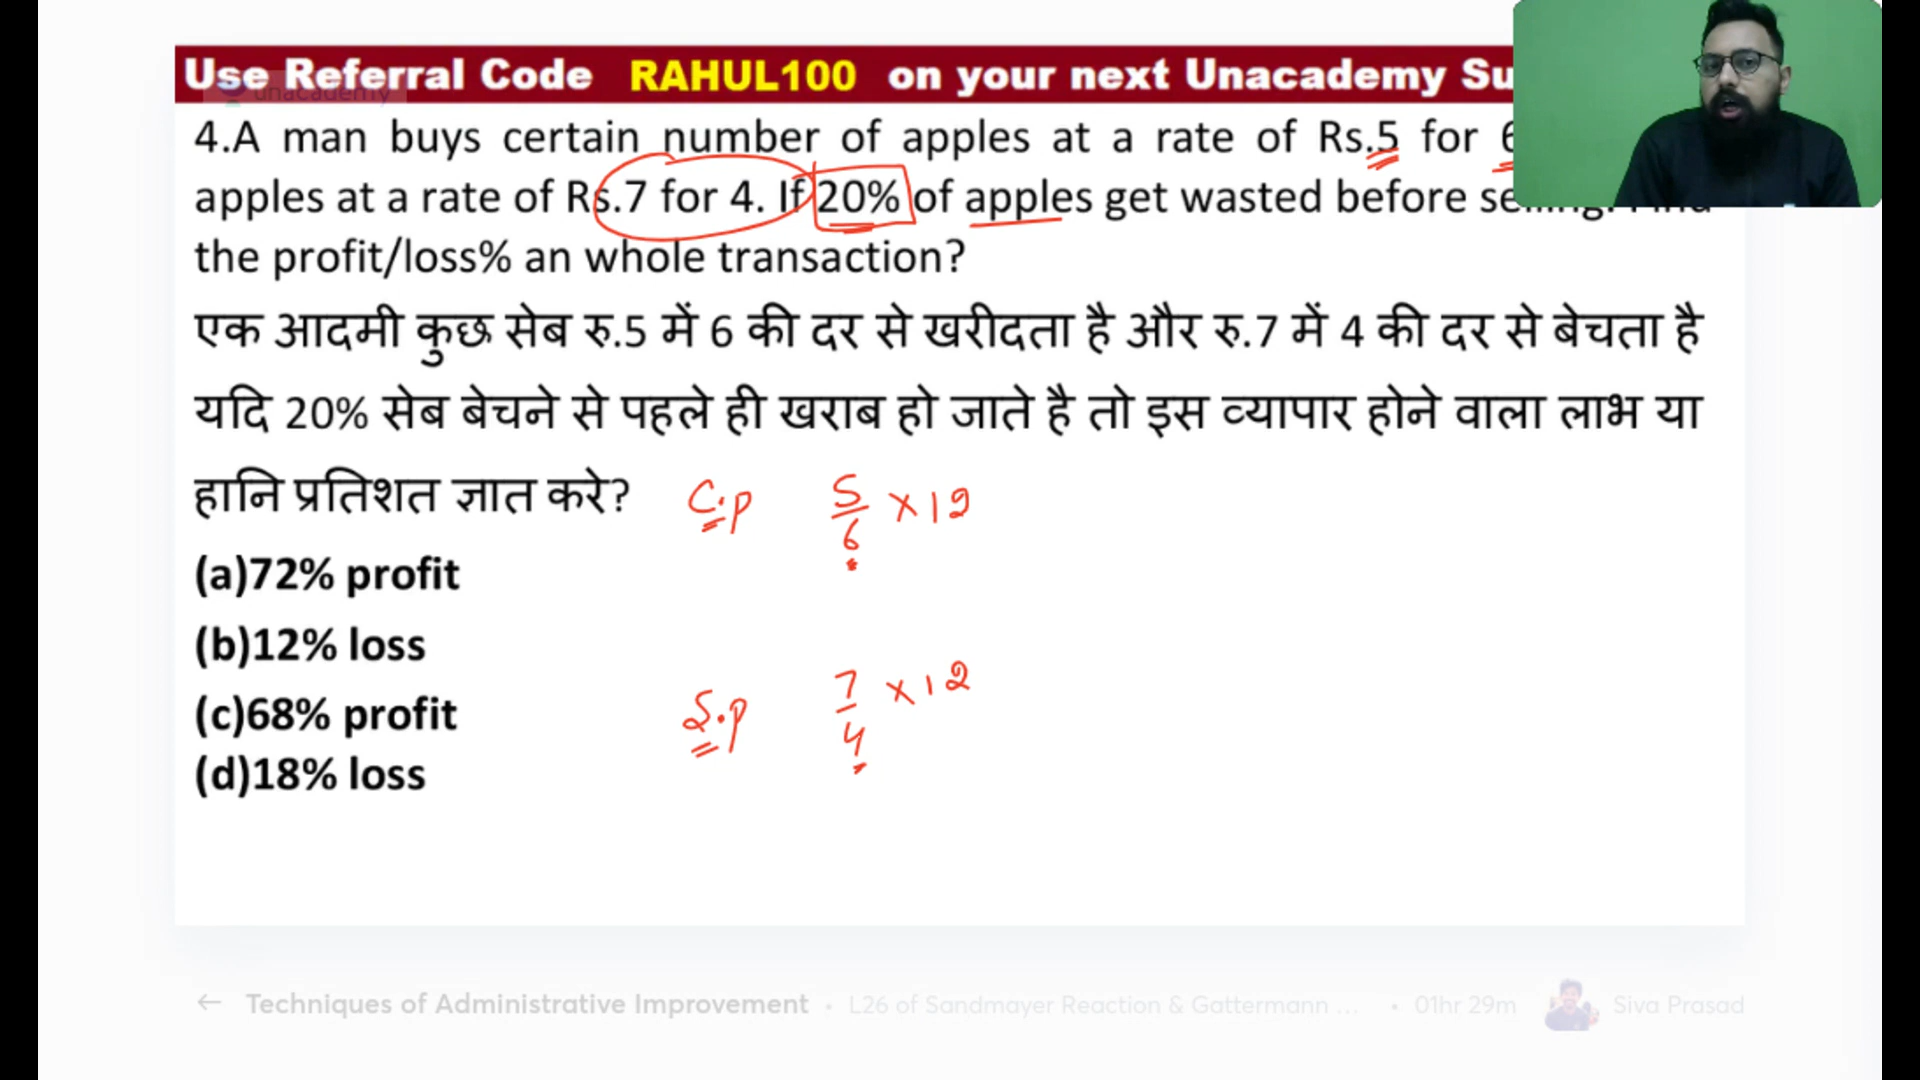 Use Referral Code RAHUL100 on your next Unacademy Su
unacademy
4.A man buys certain number of apples at a rate of Rs.5 for 6
apples at a rate of Rs.7 for 4. If 20% of apples get wasted before selling. Find
the profit/loss% an whole transaction?
एक आदमी कुछ सेब रु.5 में 6 की दर से खरीदता है और रु.7 में 4 की दर से बेचता है
यदि 20% सेब बेचने से पहले ही खराब हो जाते है तो इस व्यापार होने वाला लाभ या
हानि प्रतिशत ज्ञात करे?
C.P 5/6 × 12
(a)72% profit
(b)12% loss
S.P 7/4 × 12
(c)68% profit
(d)18% loss
← Techniques of Administrative Improvement • L26 of Sandmayer Reaction & Gattermann ... • 01hr 29m Siva Prasad